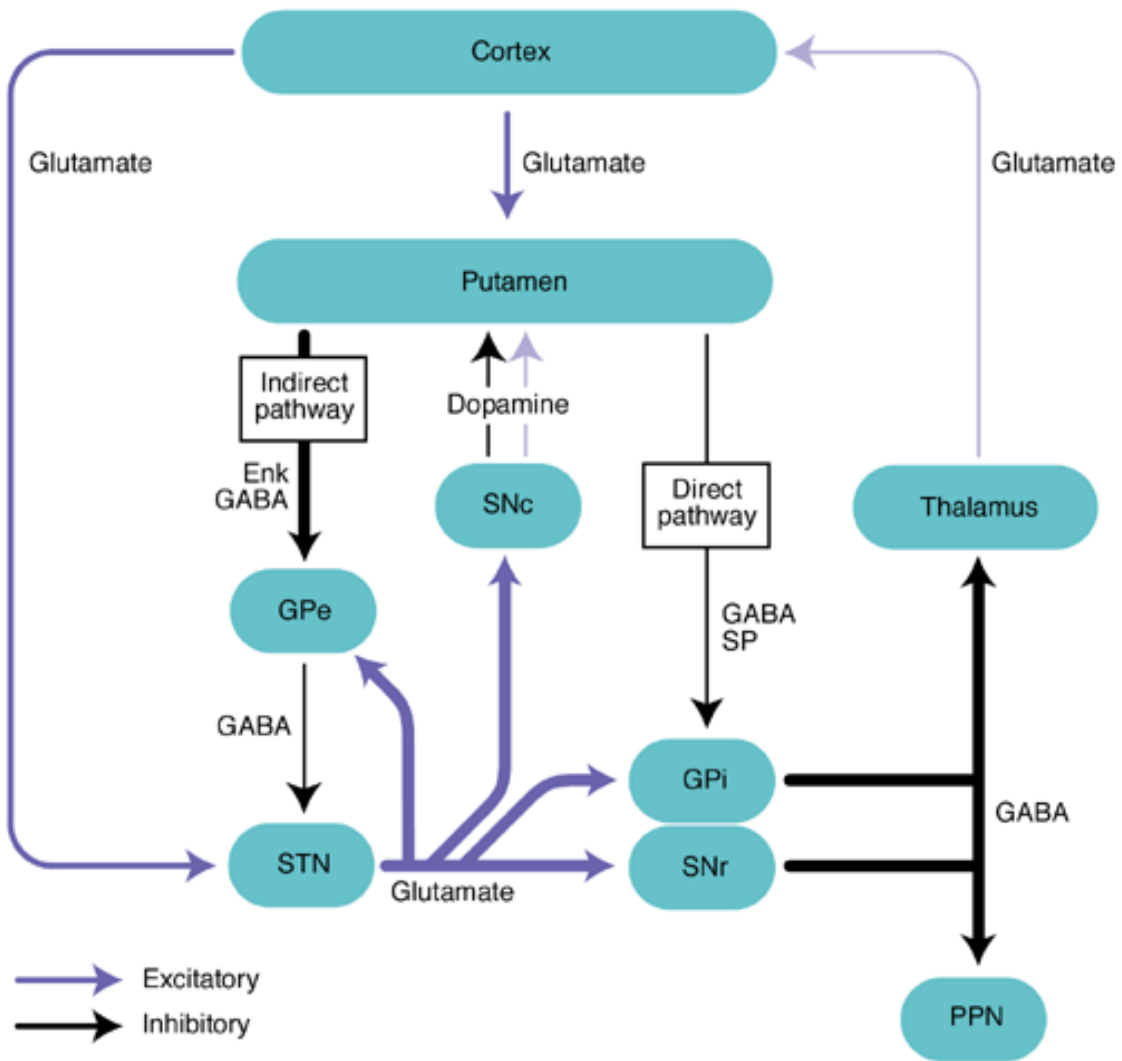 Cortex
Glutamate
Glutamate
Glutamate
Putamen
Indirect
pathway
Dopamine
Enk
GABA
SNc
Direct
pathway
Thalamus
GPe
GABA
SP
GABA
GPi
GABA
STN
SNr
Glutamate
Excitatory
Inhibitory
PPN